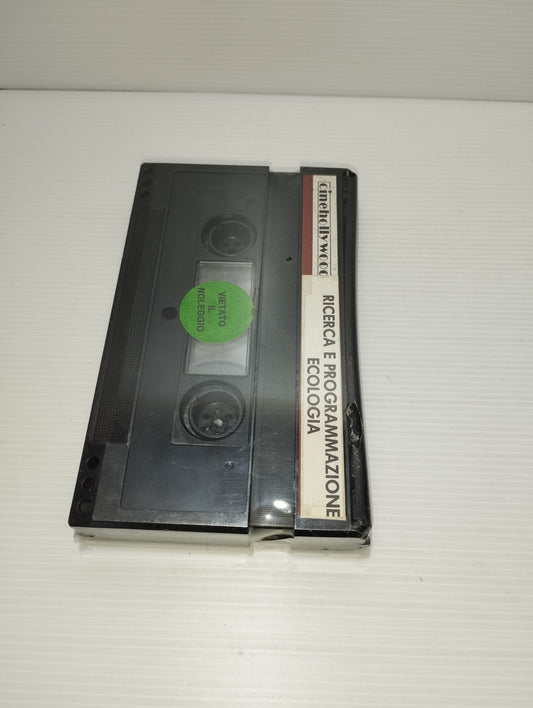 cinehollywood
RICERCA E PROGRAMMAZIONE
ECOLOGIA
VIETATO
IL
NOLEGGIO